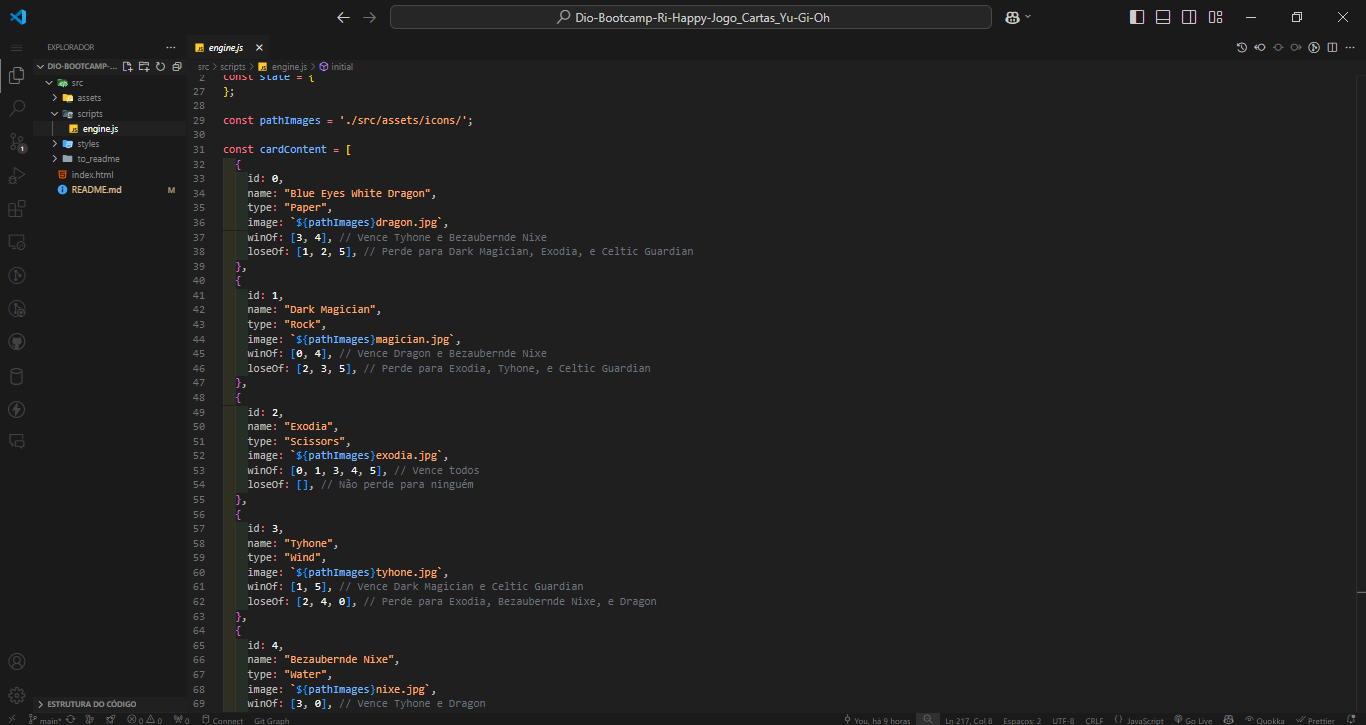 Dio-Bootcamp-Ri-Happy-Jogo_Cartas_Yu-Gi-Oh
EXPLORADOR
DIO-BOOTCAMP-...
src
assets
scripts
engine.js
styles
to_readme
index.html
README.md M
1
ESTRUTURA DO CÓDIGO
engine.js
src > scripts > engine.js > initial
2 const state = {
27 };
28
29 const pathImages = './src/assets/icons/';
30
31 const cardContent = [
32 {
33 id: 0,
34 name: "Blue Eyes White Dragon",
35 type: "Paper",
36 image: `${pathImages}dragon.jpg`,
37 winOf: [3, 4], // Vence Tyhone e Bezaubernde Nixe
38 loseOf: [1, 2, 5], // Perde para Dark Magician, Exodia, e Celtic Guardian
39 },
40 {
41 id: 1,
42 name: "Dark Magician",
43 type: "Rock",
44 image: `${pathImages}magician.jpg`,
45 winOf: [0, 4], // Vence Dragon e Bezaubernde Nixe
46 loseOf: [2, 3, 5], // Perde para Exodia, Tyhone, e Celtic Guardian
47 },
48 {
49 id: 2,
50 name: "Exodia",
51 type: "Scissors",
52 image: `${pathImages}exodia.jpg`,
53 winOf: [0, 1, 3, 4, 5], // Vence todos
54 loseOf: [], // Não perde para ninguém
55 },
56 {
57 id: 3,
58 name: "Tyhone",
59 type: "Wind",
60 image: `${pathImages}tyhone.jpg`,
61 winOf: [1, 5], // Vence Dark Magician e Celtic Guardian
62 loseOf: [2, 4, 0], // Perde para Exodia, Bezaubernde Nixe, e Dragon
63 },
64 {
65 id: 4,
66 name: "Bezaubernde Nixe",
67 type: "Water",
68 image: `${pathImages}nixe.jpg`,
69 winOf: [3, 0], // Vence Tyhone e Dragon
main* 0 0 0 Connect Git Graph You, há 9 horas Ln 217, Col 8 Espaços: 2 UTF-8 CRLF {} JavaScript Go Live Quokka Prettier